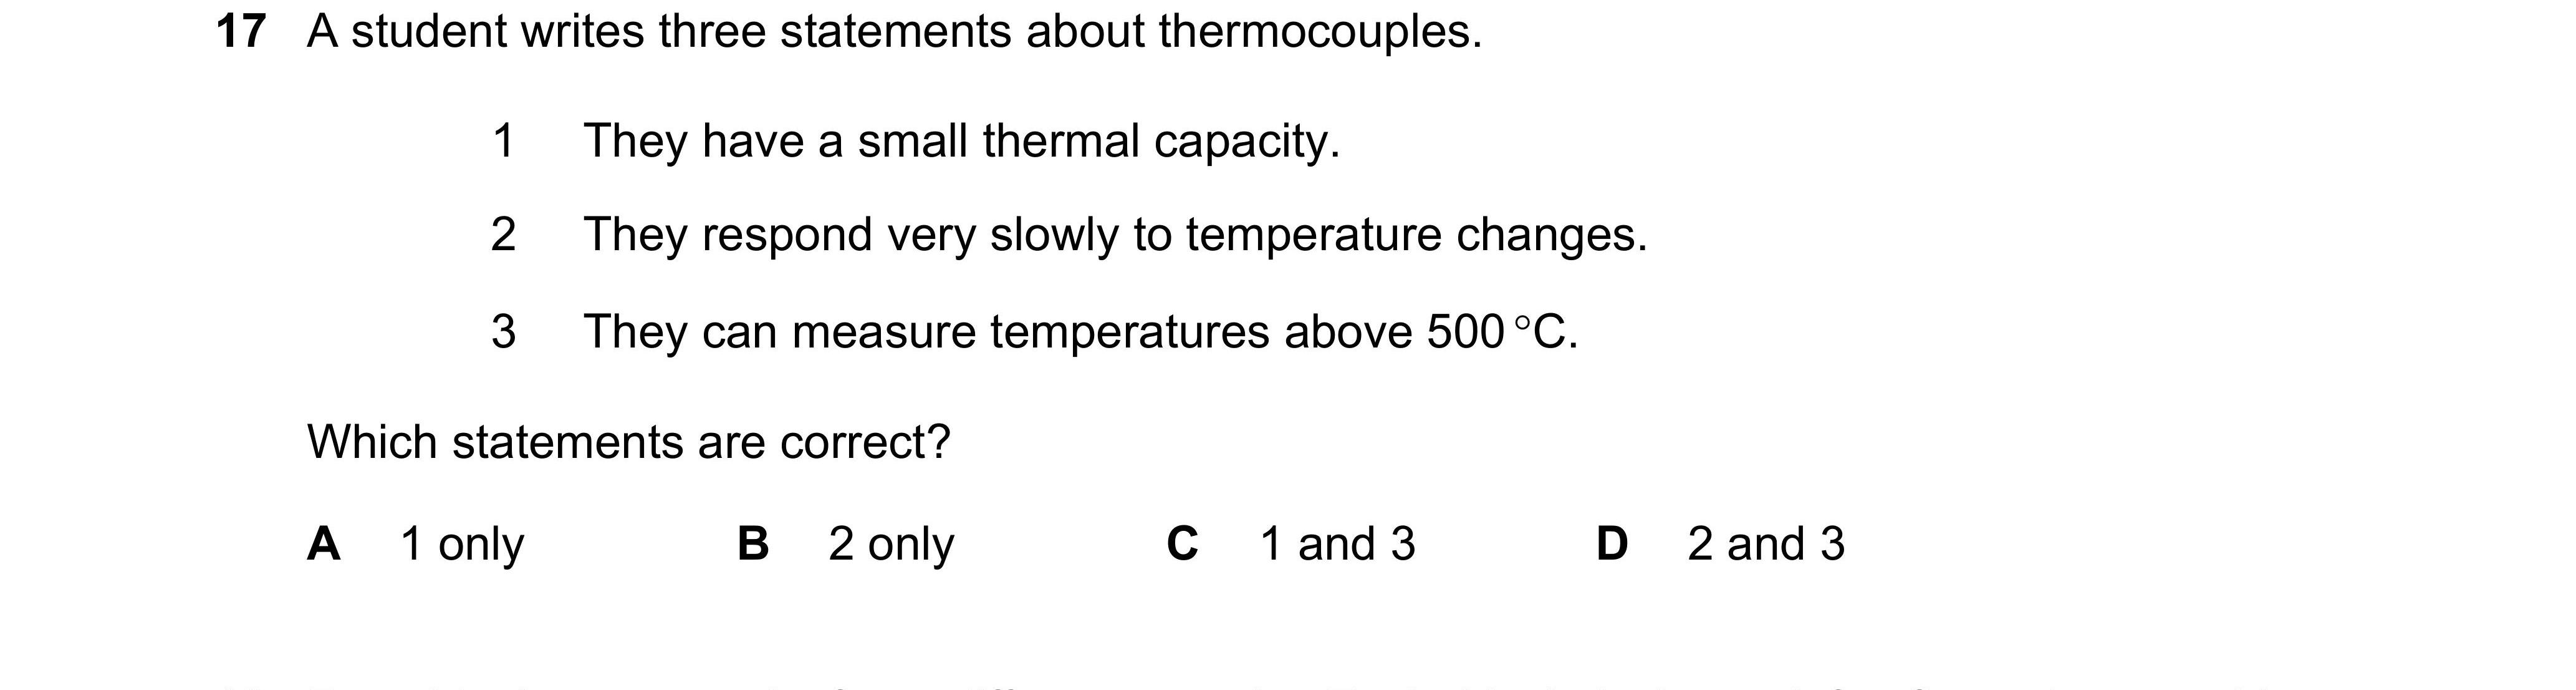 17 A student writes three statements about thermocouples.
1 They have a small thermal capacity.
2 They respond very slowly to temperature changes.
3 They can measure temperatures above 500 °C.
Which statements are correct?
A 1 only B 2 only C 1 and 3 D 2 and 3